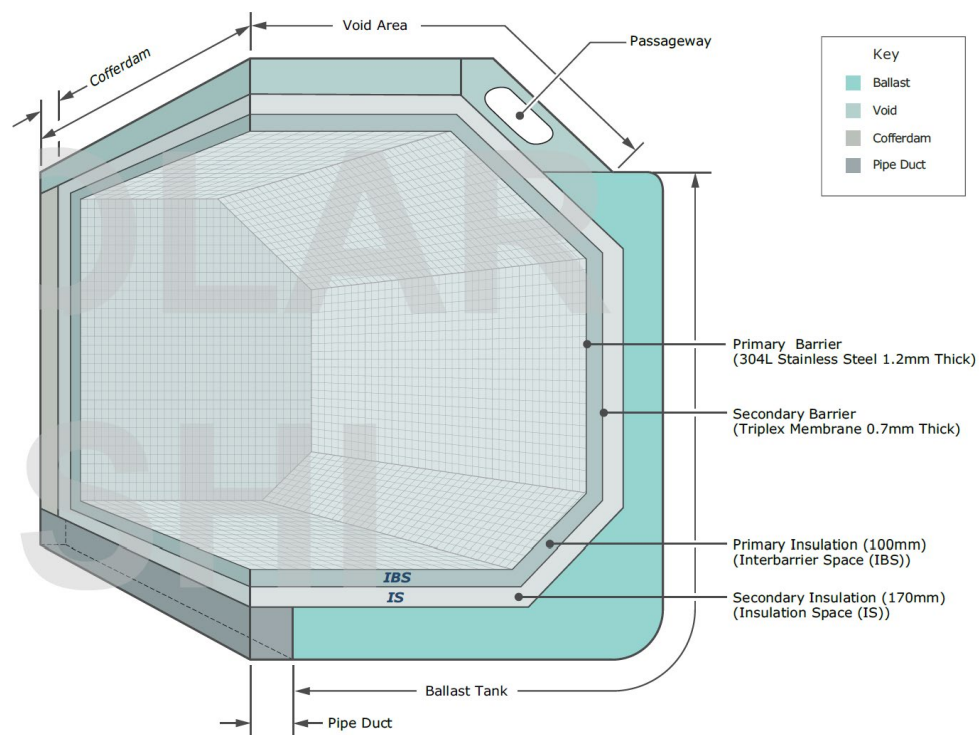 Void Area
Passageway
Cofferdam
Key
Ballast
Void
Cofferdam
Pipe Duct
OLAR
SHI
Primary Barrier
(304L Stainless Steel 1.2mm Thick)
Secondary Barrier
(Triplex Membrane 0.7mm Thick)
Primary Insulation (100mm)
(Interbarrier Space (IBS))
IBS
IS
Secondary Insulation (170mm)
(Insulation Space (IS))
Ballast Tank
Pipe Duct